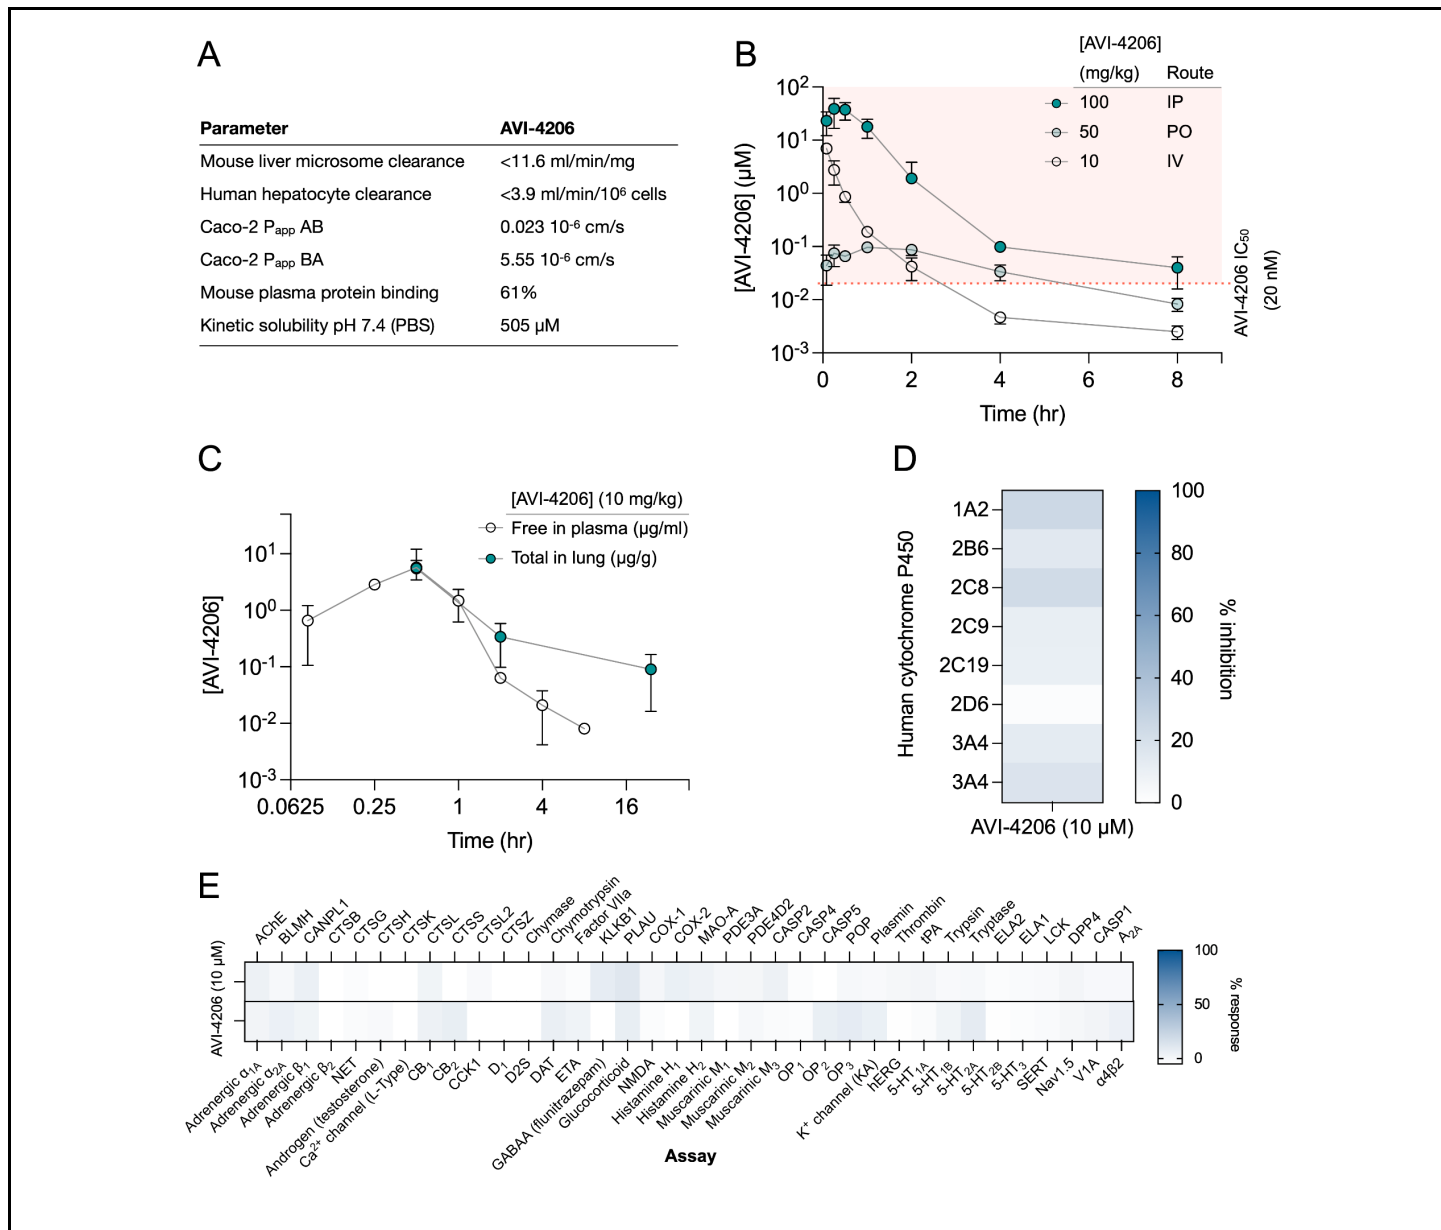 A
Parameter AVI-4206
Mouse liver microsome clearance <11.6 ml/min/mg
Human hepatocyte clearance <3.9 ml/min/10⁶ cells
Caco-2 Papp AB 0.023 10⁻⁶ cm/s
Caco-2 Papp BA 5.55 10⁻⁶ cm/s
Mouse plasma protein binding 61%
Kinetic solubility pH 7.4 (PBS) 505 µM
B
[AVI-4206]
(mg/kg) Route
100 IP
50 PO
10 IV
[AVI-4206] (µM)
10²
10¹
10⁰
10⁻¹
10⁻²
10⁻³
0 2 4 6 8
Time (hr)
AVI-4206 IC₅₀
(20 nM)
C
[AVI-4206] (10 mg/kg)
Free in plasma (µg/ml)
Total in lung (µg/g)
[AVI-4206]
10¹
10⁰
10⁻¹
10⁻²
10⁻³
0.0625 0.25 1 4 16
Time (hr)
D
Human cytochrome P450
1A2
2B6
2C8
2C9
2C19
2D6
3A4
3A4
AVI-4206 (10 µM)
100
80
60
40
20
0
% inhibition
E
AVI-4206 (10 µM)
AChE
BLMH
CANPL1
CTSB
CTSG
CTSH
CTSK
CTSL
CTSS
CTSL2
CTSZ
Chymase
Chymotrypsin
Factor VIIa
KLKB1
PLAU
COX-1
COX-2
MAO-A
PDE3A
PDE4D2
CASP2
CASP4
CASP5
POP
Plasmin
Thrombin
tPA
Trypsin
Tryptase
ELA2
ELA1
LCK
DPP4
CASP1
A₂A
Adrenergic α₁A
Adrenergic α₂A
Adrenergic β₁
Adrenergic β₂
NET
Androgen (testosterone)
Ca²⁺ channel (L-Type)
CB₁
CB₂
CCK1
D₁
D2S
DAT
ETA
GABAA (flunitrazepam)
Glucocorticoid
NMDA
Histamine H₁
Histamine H₂
Muscarinic M₁
Muscarinic M₂
Muscarinic M₃
OP₁
OP₂
OP₃
K⁺ channel (KA)
hERG
5-HT₁A
5-HT₁B
5-HT₂A
5-HT₂B
5-HT₃
SERT
Nav1.5
V1A
α4β2
Assay
100
50
0
% response